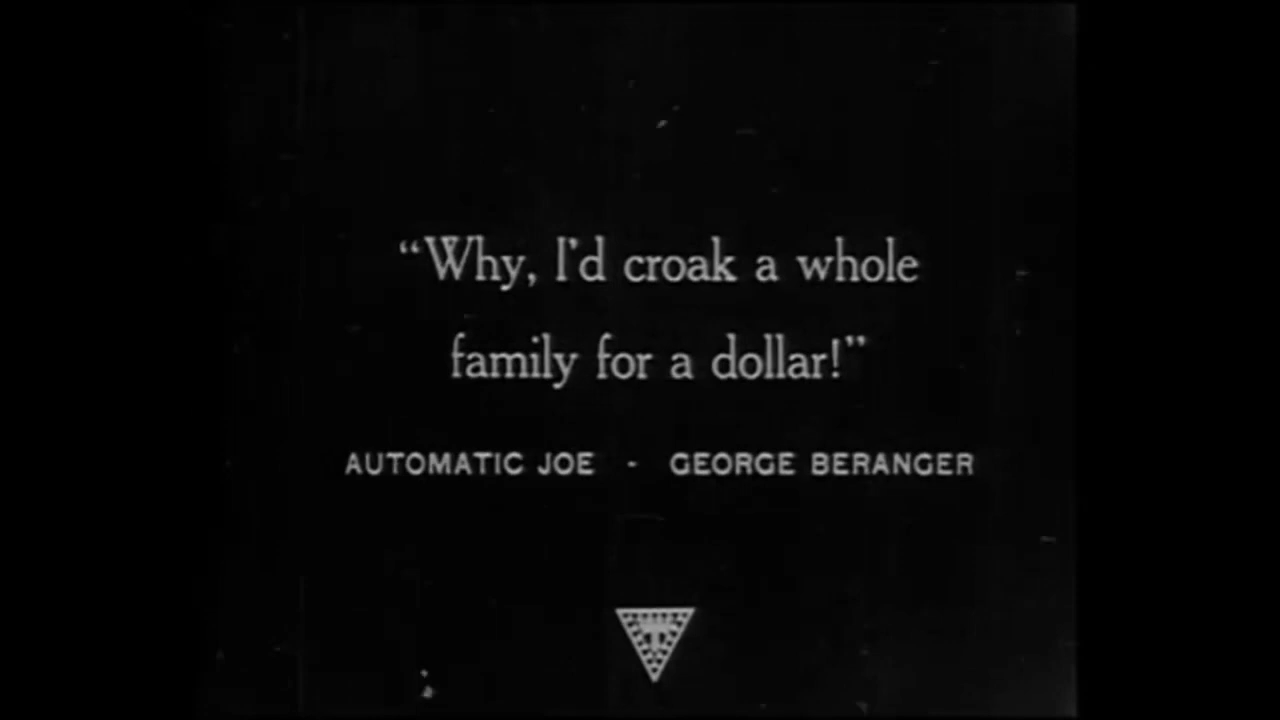 “Why, I’d croak a whole
family for a dollar!”
AUTOMATIC JOE - GEORGE BERANGER